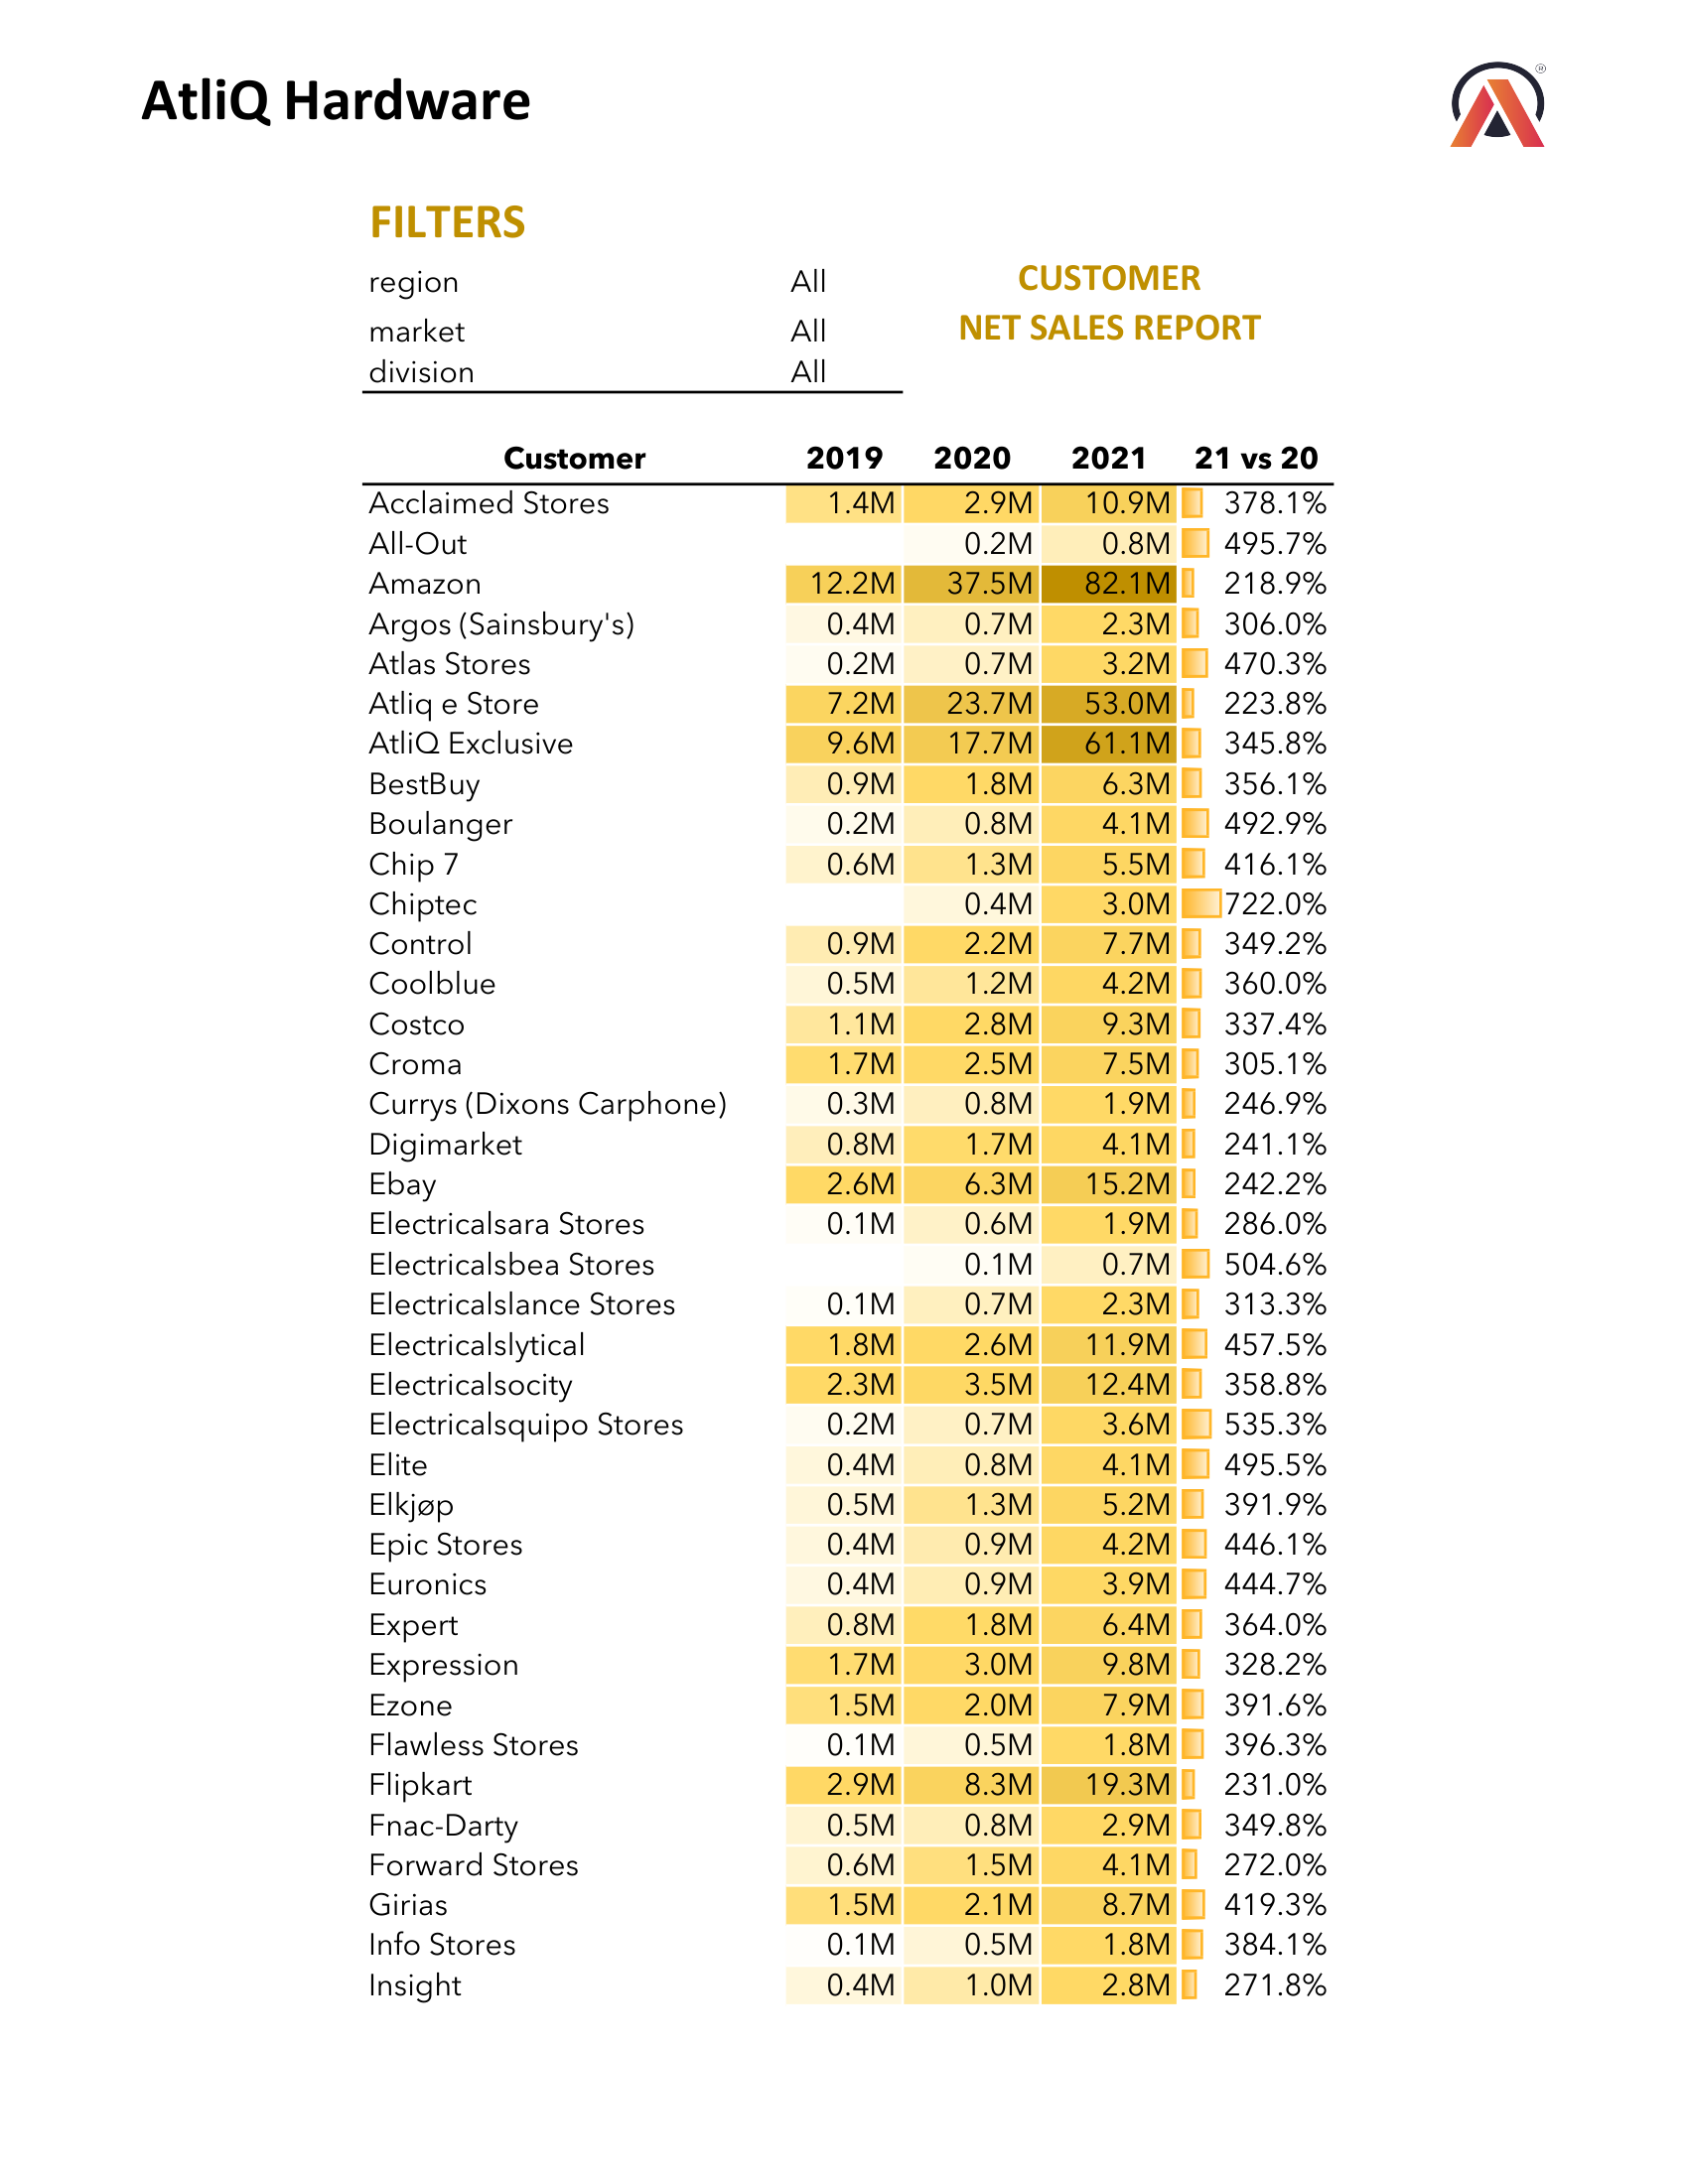 AtliQ Hardware
®
FILTERS
region All
market All
division All
CUSTOMER
NET SALES REPORT
Customer 2019 2020 2021 21 vs 20
Acclaimed Stores 1.4M 2.9M 10.9M 378.1%
All-Out 0.2M 0.8M 495.7%
Amazon 12.2M 37.5M 82.1M 218.9%
Argos (Sainsbury's) 0.4M 0.7M 2.3M 306.0%
Atlas Stores 0.2M 0.7M 3.2M 470.3%
Atliq e Store 7.2M 23.7M 53.0M 223.8%
AtliQ Exclusive 9.6M 17.7M 61.1M 345.8%
BestBuy 0.9M 1.8M 6.3M 356.1%
Boulanger 0.2M 0.8M 4.1M 492.9%
Chip 7 0.6M 1.3M 5.5M 416.1%
Chiptec 0.4M 3.0M 722.0%
Control 0.9M 2.2M 7.7M 349.2%
Coolblue 0.5M 1.2M 4.2M 360.0%
Costco 1.1M 2.8M 9.3M 337.4%
Croma 1.7M 2.5M 7.5M 305.1%
Currys (Dixons Carphone) 0.3M 0.8M 1.9M 246.9%
Digimarket 0.8M 1.7M 4.1M 241.1%
Ebay 2.6M 6.3M 15.2M 242.2%
Electricalsara Stores 0.1M 0.6M 1.9M 286.0%
Electricalsbea Stores 0.1M 0.7M 504.6%
Electricalslance Stores 0.1M 0.7M 2.3M 313.3%
Electricalslytical 1.8M 2.6M 11.9M 457.5%
Electricalsocity 2.3M 3.5M 12.4M 358.8%
Electricalsquipo Stores 0.2M 0.7M 3.6M 535.3%
Elite 0.4M 0.8M 4.1M 495.5%
Elkjøp 0.5M 1.3M 5.2M 391.9%
Epic Stores 0.4M 0.9M 4.2M 446.1%
Euronics 0.4M 0.9M 3.9M 444.7%
Expert 0.8M 1.8M 6.4M 364.0%
Expression 1.7M 3.0M 9.8M 328.2%
Ezone 1.5M 2.0M 7.9M 391.6%
Flawless Stores 0.1M 0.5M 1.8M 396.3%
Flipkart 2.9M 8.3M 19.3M 231.0%
Fnac-Darty 0.5M 0.8M 2.9M 349.8%
Forward Stores 0.6M 1.5M 4.1M 272.0%
Girias 1.5M 2.1M 8.7M 419.3%
Info Stores 0.1M 0.5M 1.8M 384.1%
Insight 0.4M 1.0M 2.8M 271.8%